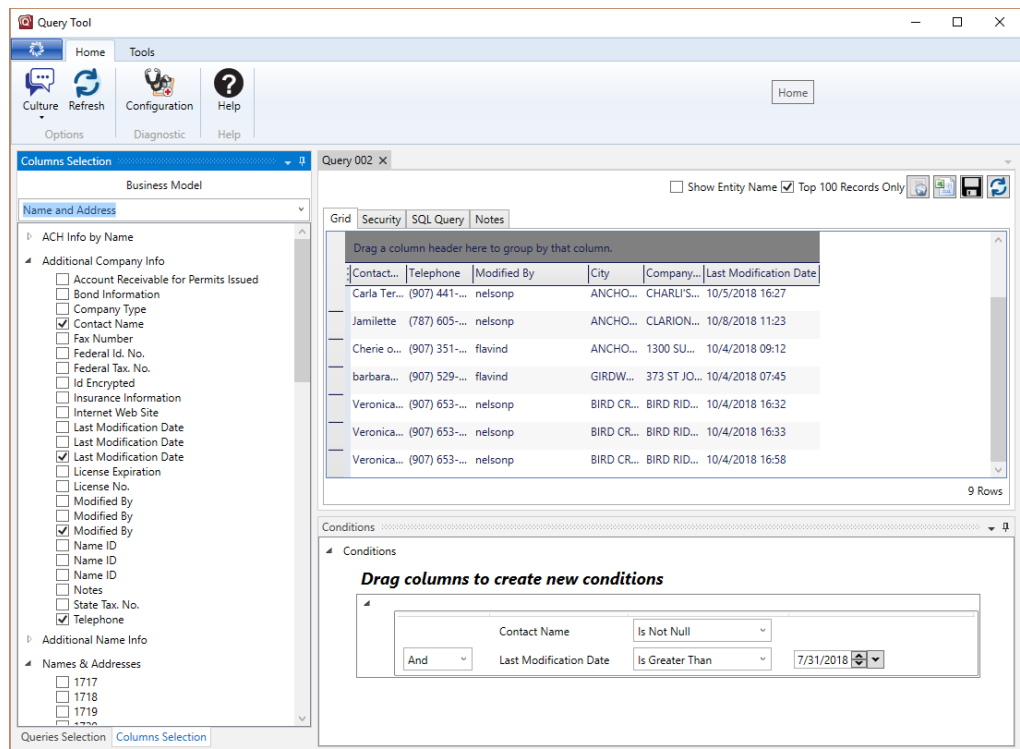 Query Tool
Home Tools
Culture Refresh Configuration Help
Options Diagnostic Help
Home
Columns Selection
Business Model
Name and Address
ACH Info by Name
Additional Company Info
Account Receivable for Permits Issued
Bond Information
Company Type
Contact Name
Fax Number
Federal Id. No.
Federal Tax. No.
Id Encrypted
Insurance Information
Internet Web Site
Last Modification Date
Last Modification Date
Last Modification Date
License Expiration
License No.
Modified By
Modified By
Modified By
Name ID
Name ID
Name ID
Notes
State Tax. No.
Telephone
Additional Name Info
Names & Addresses
1717
1718
1719
1720
Queries Selection Columns Selection
Query 002
Show Entity Name Top 100 Records Only
Grid Security SQL Query Notes
Drag a column header here to group by that column.
Contact... Telephone Modified By City Company... Last Modification Date
Carla Ter... (907) 441-... nelsonp ANCHO... CHARLI'S... 10/5/2018 16:27
Jamilette (787) 605-... nelsonp ANCHO... CLARION... 10/8/2018 11:23
Cherie o... (907) 351-... flavind ANCHO... 1300 SU... 10/4/2018 09:12
barbara... (907) 529-... flavind GIRDW... 373 ST JO... 10/4/2018 07:45
Veronica... (907) 653-... nelsonp BIRD CR... BIRD RID... 10/4/2018 16:32
Veronica... (907) 653-... nelsonp BIRD CR... BIRD RID... 10/4/2018 16:33
Veronica... (907) 653-... nelsonp BIRD CR... BIRD RID... 10/4/2018 16:58
9 Rows
Conditions
Conditions
Drag columns to create new conditions
Contact Name Is Not Null
And Last Modification Date Is Greater Than 7/31/2018